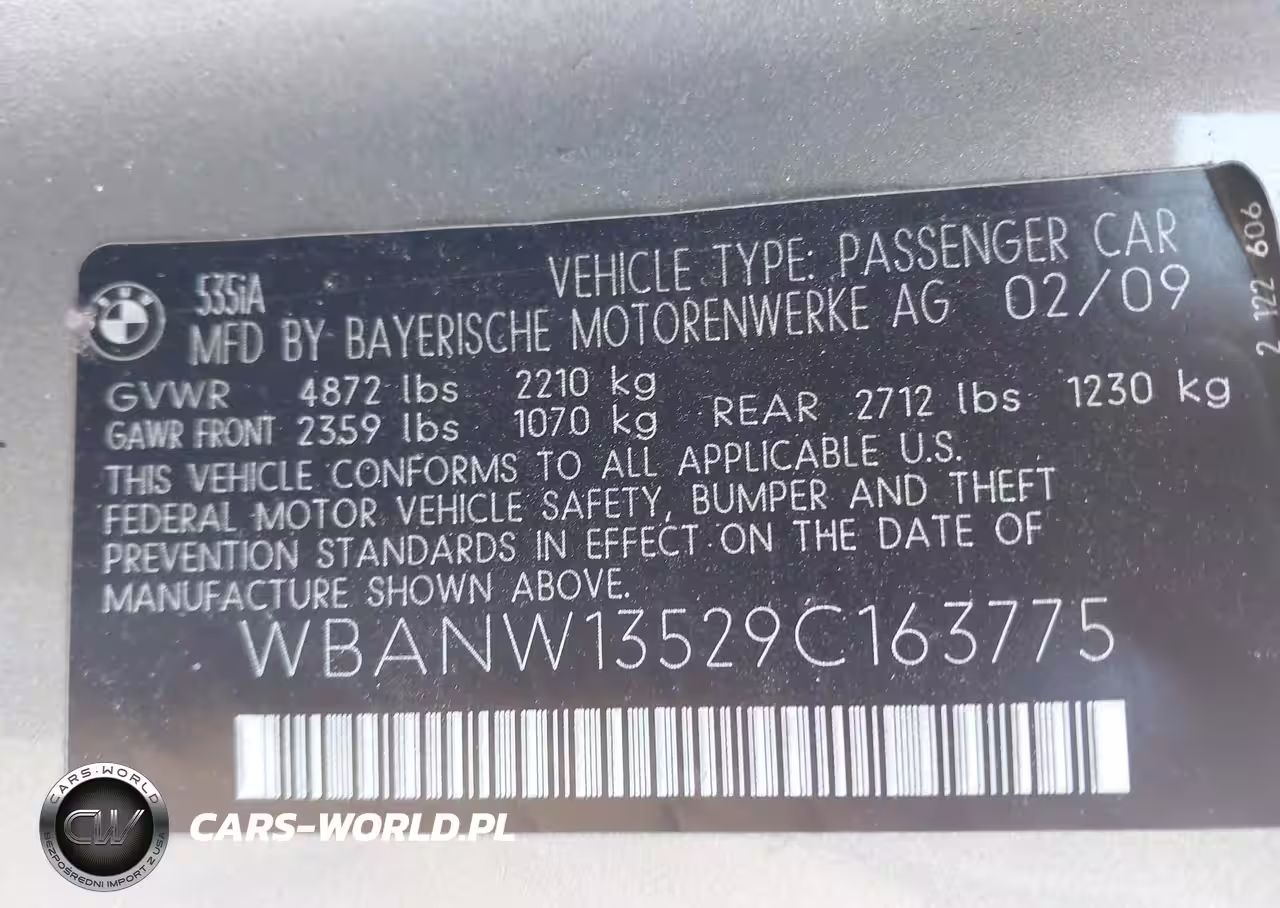 535iA
VEHICLE TYPE: PASSENGER CAR
MFD BY BAYERISCHE MOTORENWERKE AG 02/09
GVWR 4872 lbs 2210 kg
GAWR FRONT 2359 lbs 1070 kg REAR 2712 lbs 1230 kg
THIS VEHICLE CONFORMS TO ALL APPLICABLE U.S.
FEDERAL MOTOR VEHICLE SAFETY, BUMPER AND THEFT
PREVENTION STANDARDS IN EFFECT ON THE DATE OF
MANUFACTURE SHOWN ABOVE.
WBANW13529C163775
2 122 606
CARS-WORLD
CW
BEZPOŚREDNI IMPORT Z USA
CARS-WORLD.PL